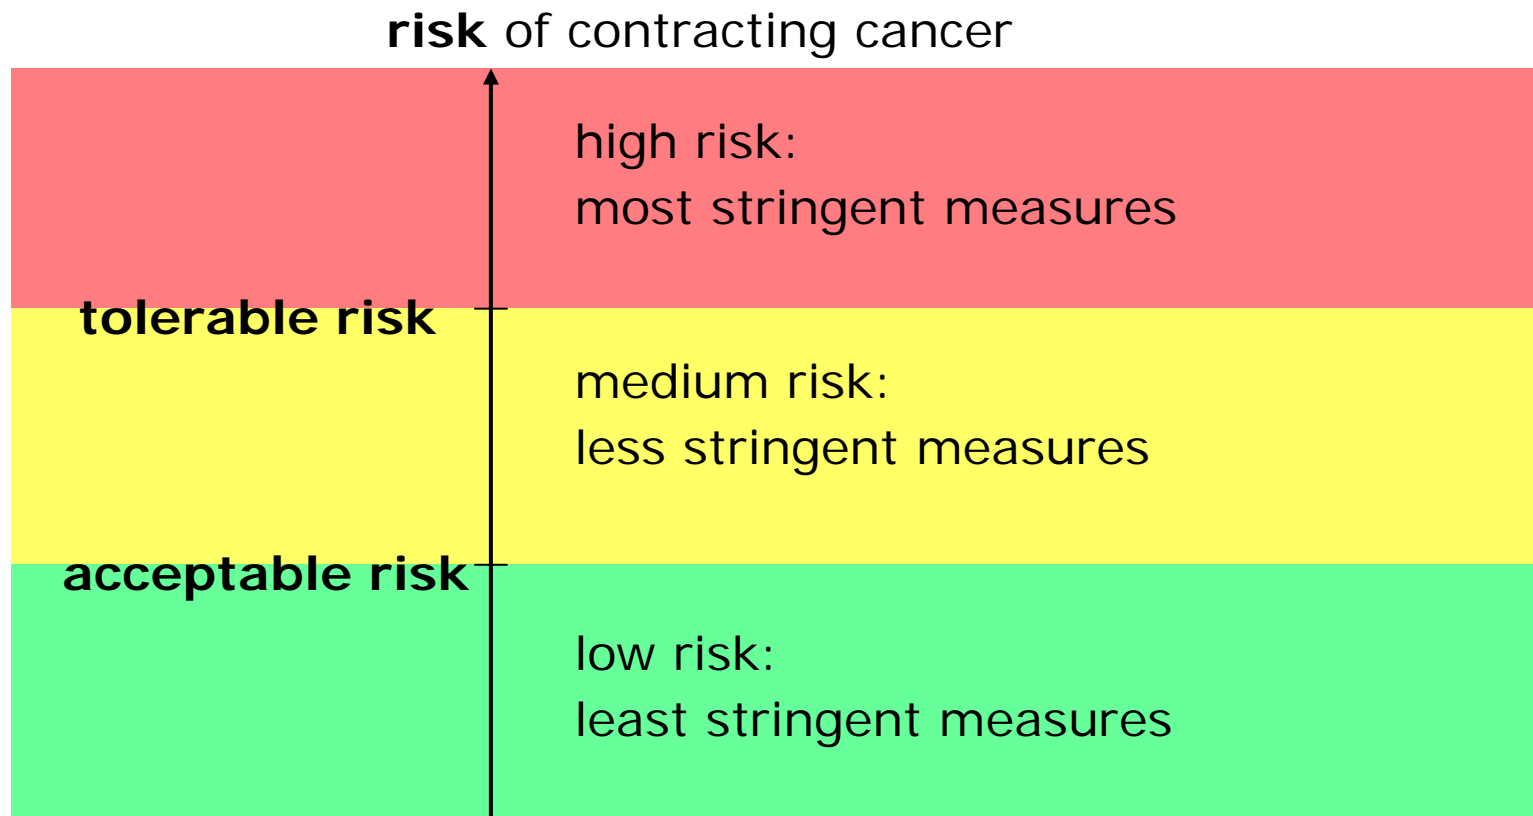 risk of contracting cancer
high risk:
most stringent measures
tolerable risk
medium risk:
less stringent measures
acceptable risk
low risk:
least stringent measures